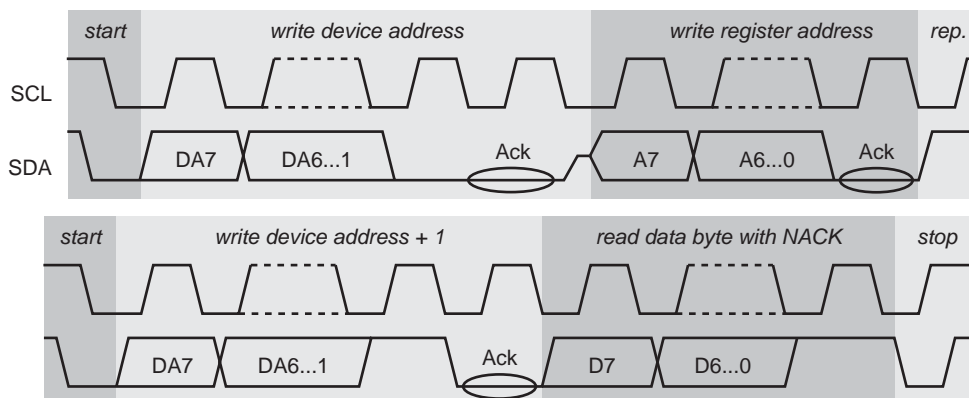 start write device address write register address rep.
SCL
SDA DA7 DA6...1 Ack A7 A6...0 Ack
start write device address + 1 read data byte with NACK stop
DA7 DA6...1 Ack D7 D6...0